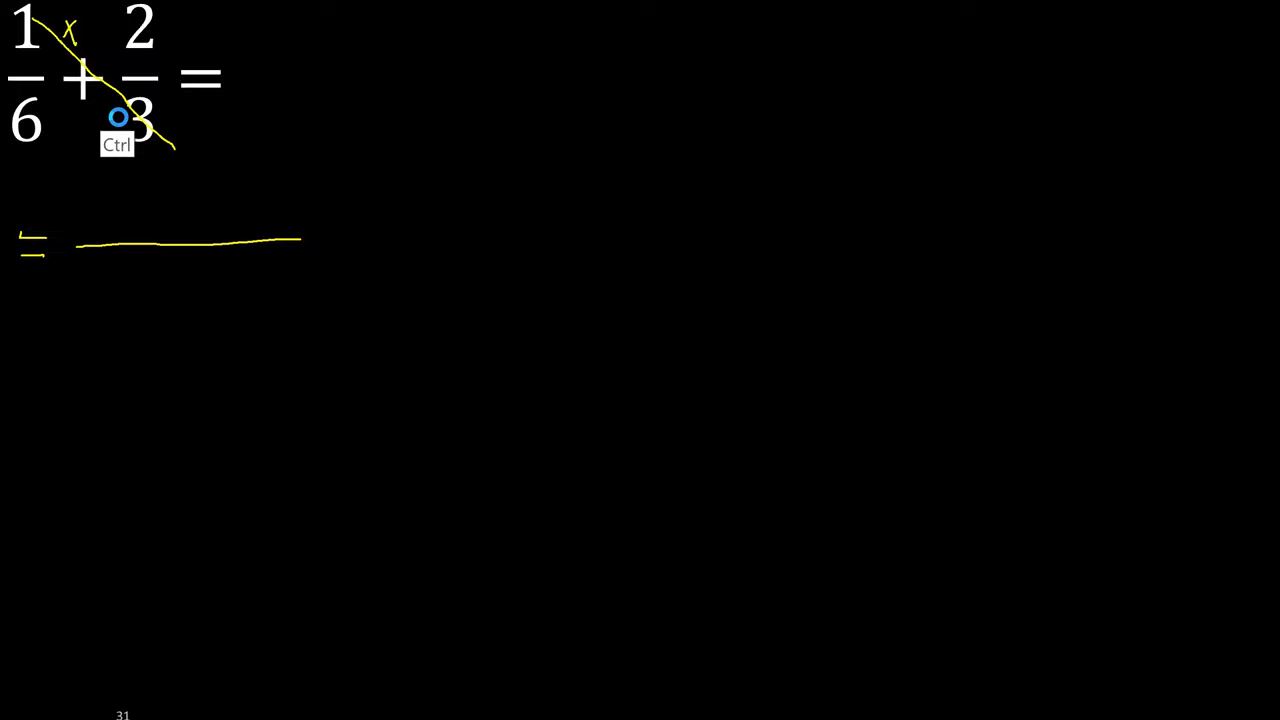 1/6 + 2/3 =
x
Ctrl
=
31